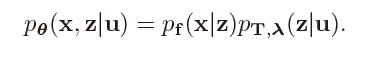 p_θ(x, z|u) = p_f(x|z)p_{T,λ}(z|u).